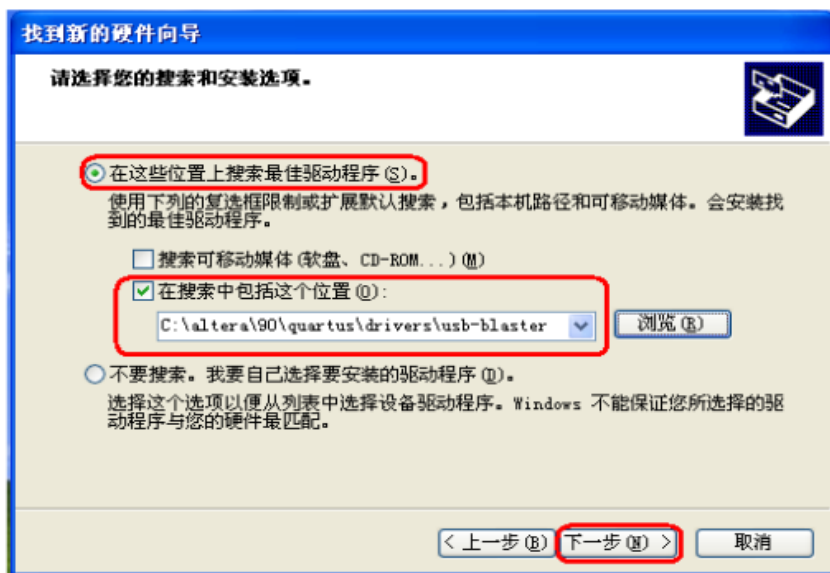 找到新的硬件向导
请选择您的搜索和安装选项。
在这些位置上搜索最佳驱动程序(S)。
使用下列的复选框限制或扩展默认搜索，包括本机路径和可移动媒体。会安装找
到的最佳驱动程序。
搜索可移动媒体(软盘、CD-ROM...)(M)
在搜索中包括这个位置(O):
C:\altera\90\quartus\drivers\usb-blaster
浏览(R)
不要搜索。我要自己选择要安装的驱动程序(D)。
选择这个选项以便从列表中选择设备驱动程序。Windows 不能保证您所选择的驱
动程序与您的硬件最匹配。
< 上一步(B) 下一步(N) > 取消